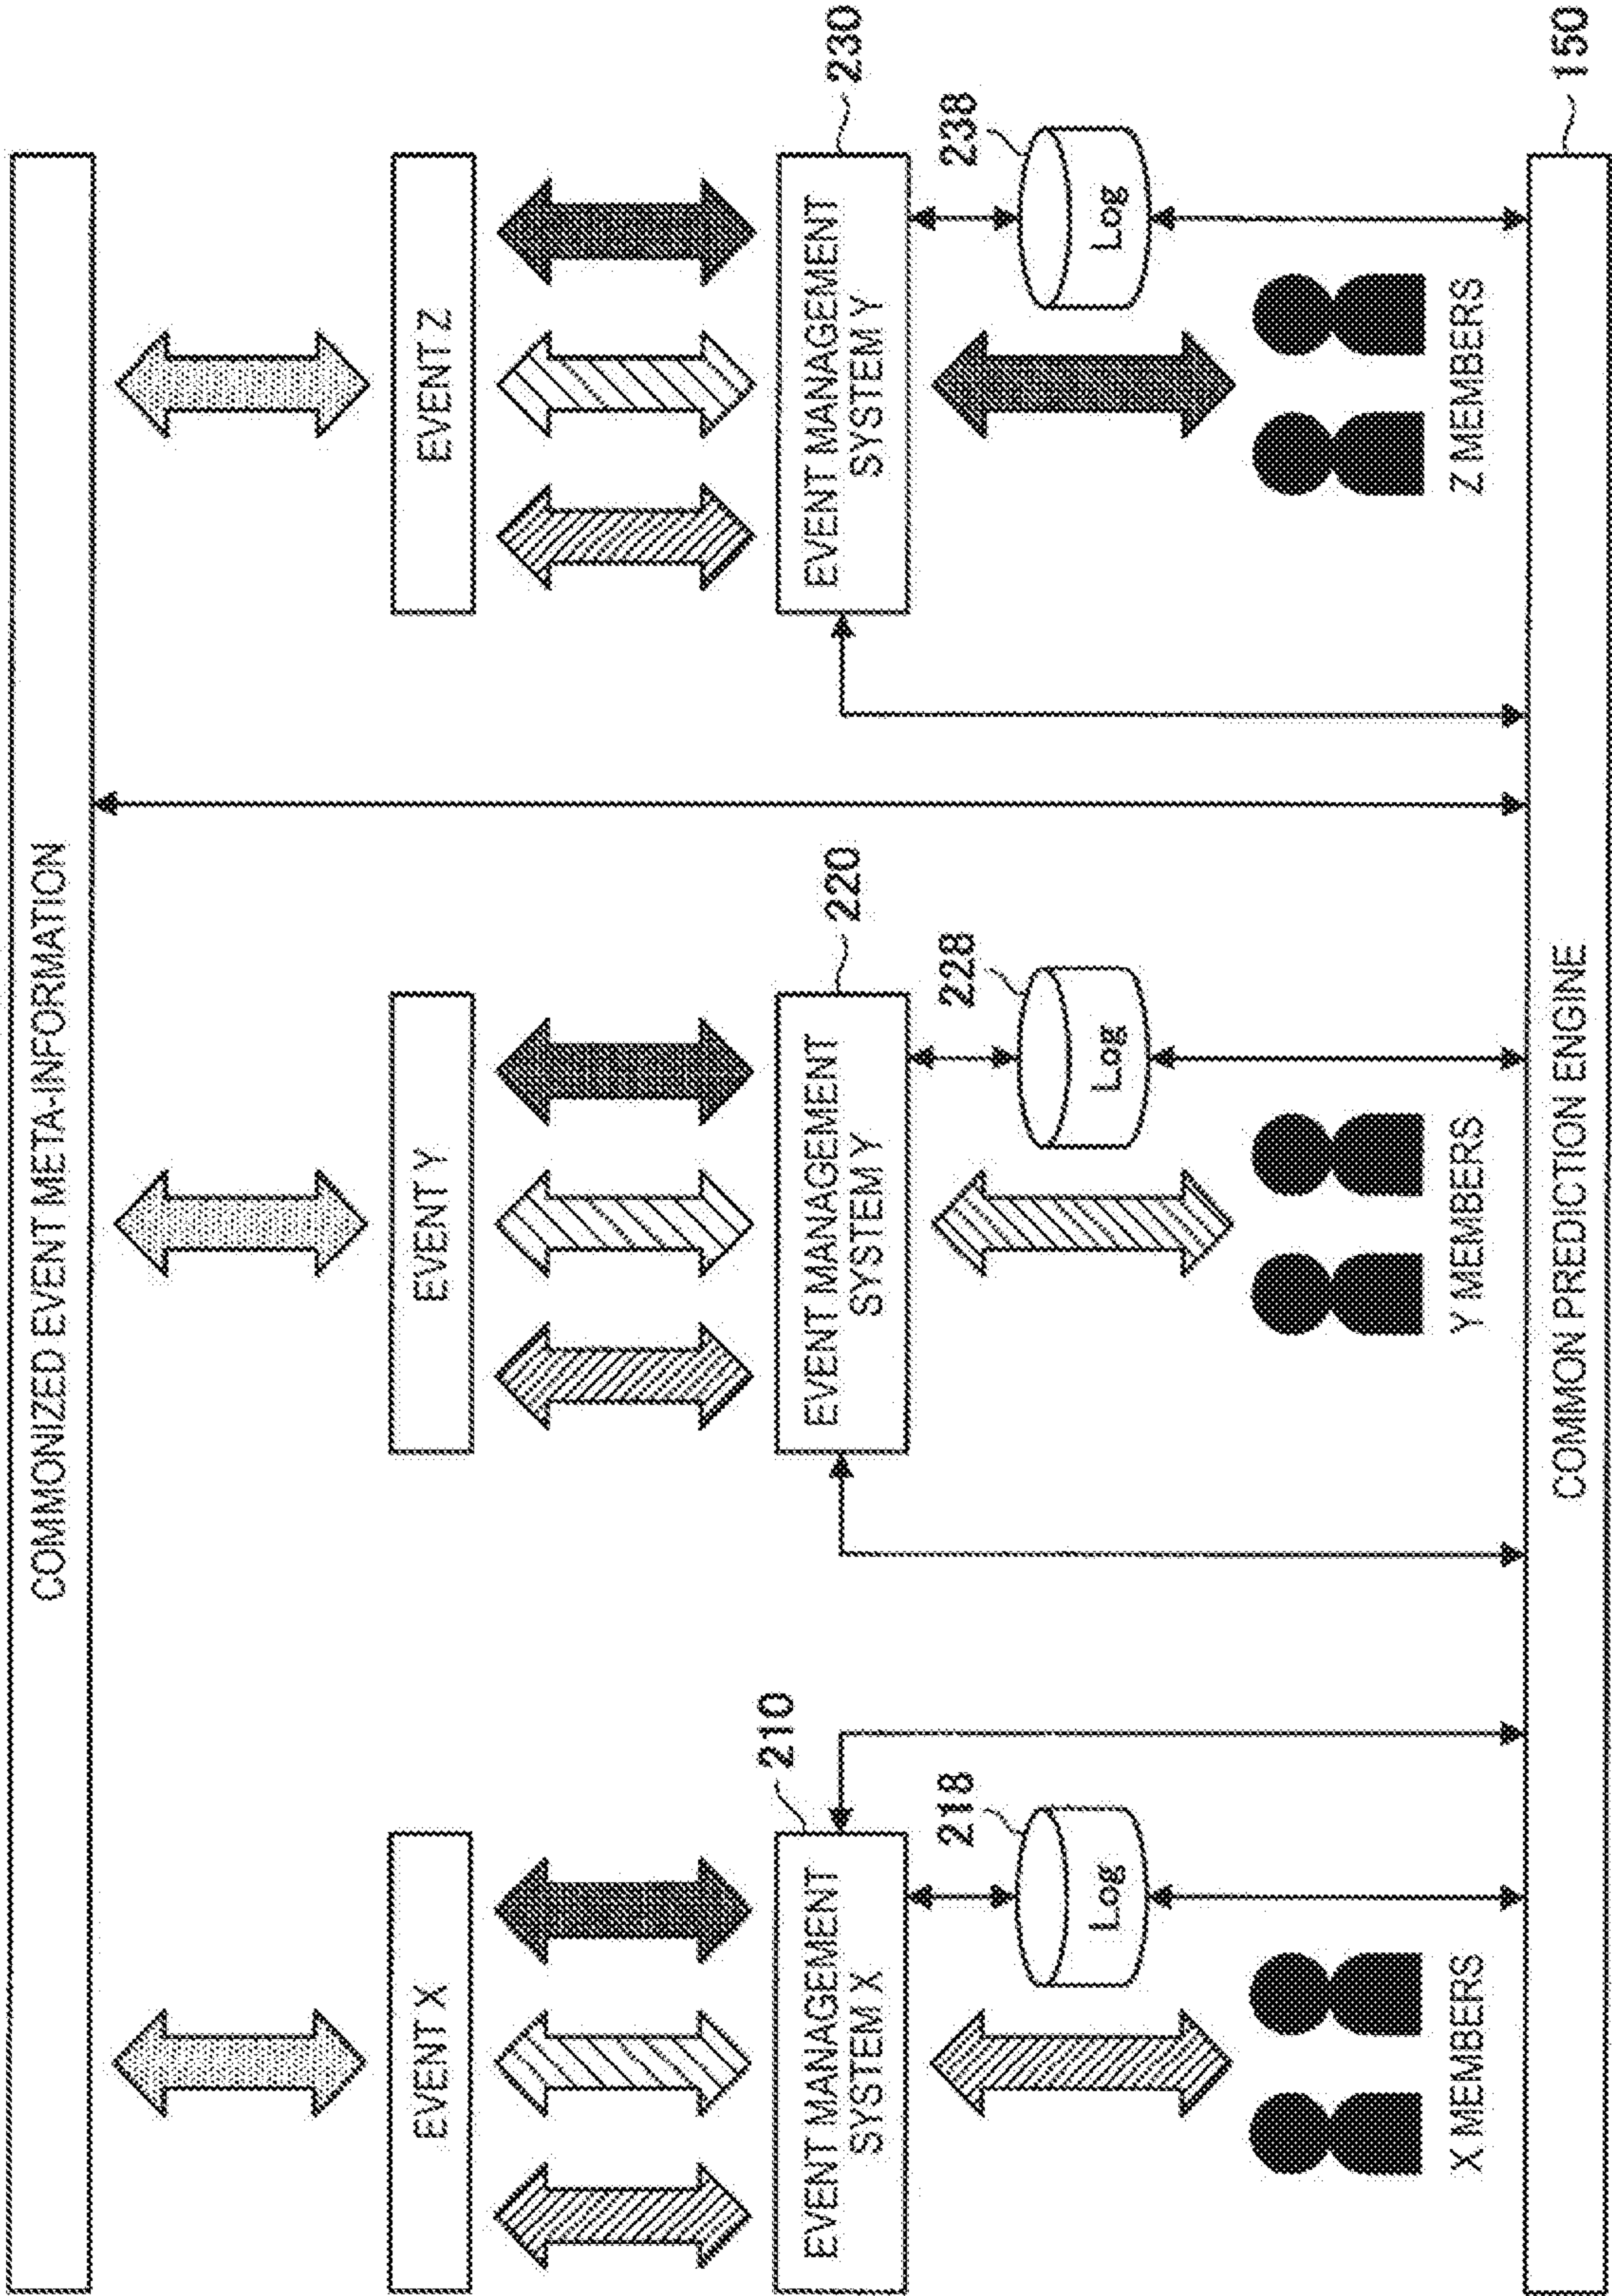 COMMONIZED EVENT META-INFORMATION
EVENT X
EVENT Y
EVENT Z
210
EVENT MANAGEMENT
SYSTEM X
220
EVENT MANAGEMENT
SYSTEM Y
230
EVENT MANAGEMENT
SYSTEM Y
218
Log
228
Log
238
Log
X MEMBERS
Y MEMBERS
Z MEMBERS
150
COMMON PREDICTION ENGINE